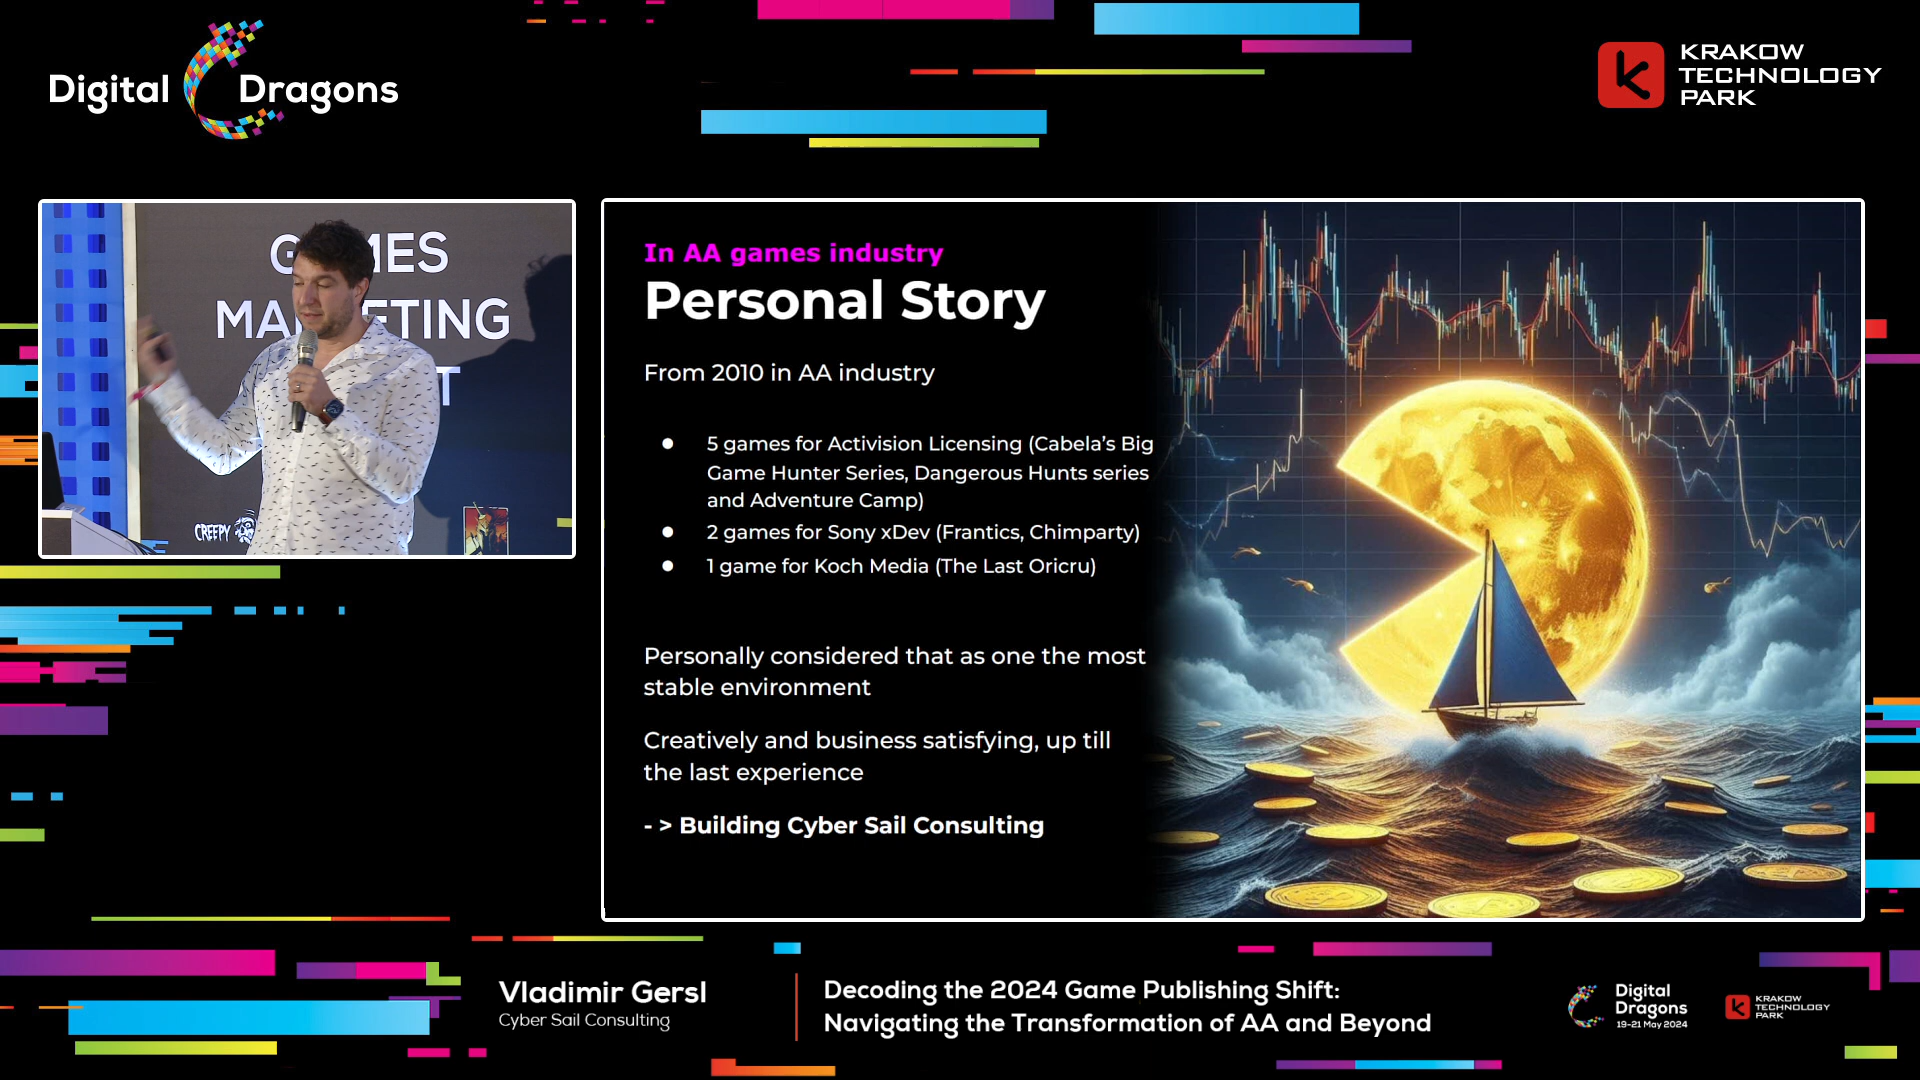 Digital Dragons
KRAKOW
TECHNOLOGY
PARK
GAMES
MARKETING
T
CREEPY
In AA games industry
Personal Story
From 2010 in AA industry
● 5 games for Activision Licensing (Cabela's Big
Game Hunter Series, Dangerous Hunts series
and Adventure Camp)
● 2 games for Sony xDev (Frantics, Chimparty)
● 1 game for Koch Media (The Last Oricru)
Personally considered that as one the most
stable environment
Creatively and business satisfying, up till
the last experience
- > Building Cyber Sail Consulting
Vladimir Gersl
Cyber Sail Consulting
Decoding the 2024 Game Publishing Shift:
Navigating the Transformation of AA and Beyond
Digital
Dragons
19-21 May 2024
KRAKOW
TECHNOLOGY
PARK